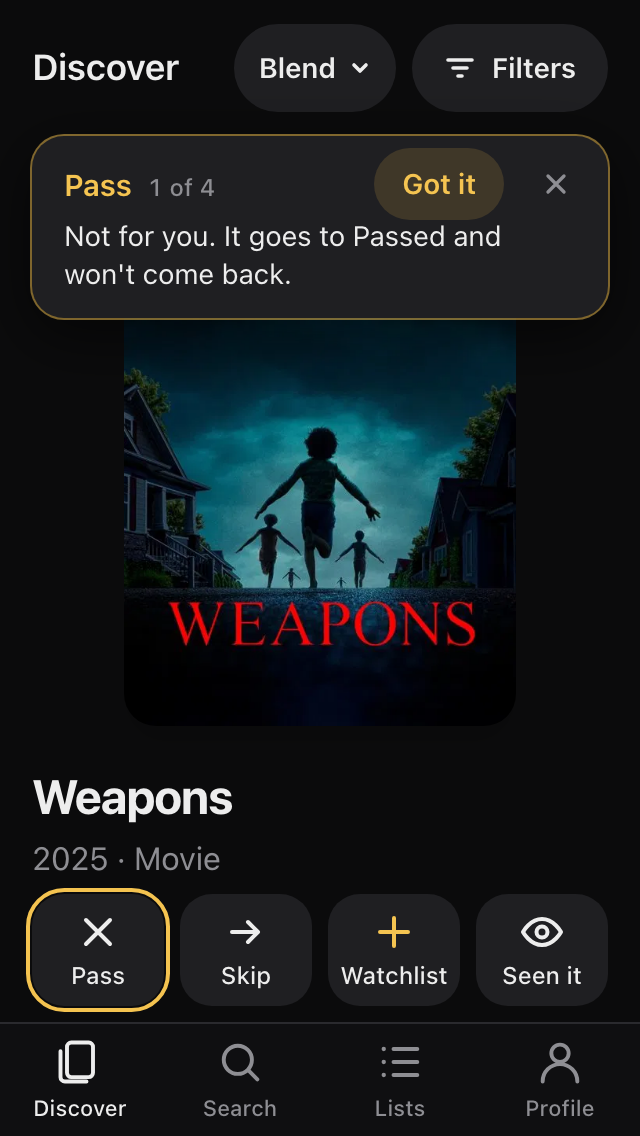 Discover
Blend
Filters
Pass 1 of 4
Got it
Not for you. It goes to Passed and
won't come back.
WEAPONS
Weapons
2025 · Movie
Pass
Skip
Watchlist
Seen it
Discover
Search
Lists
Profile